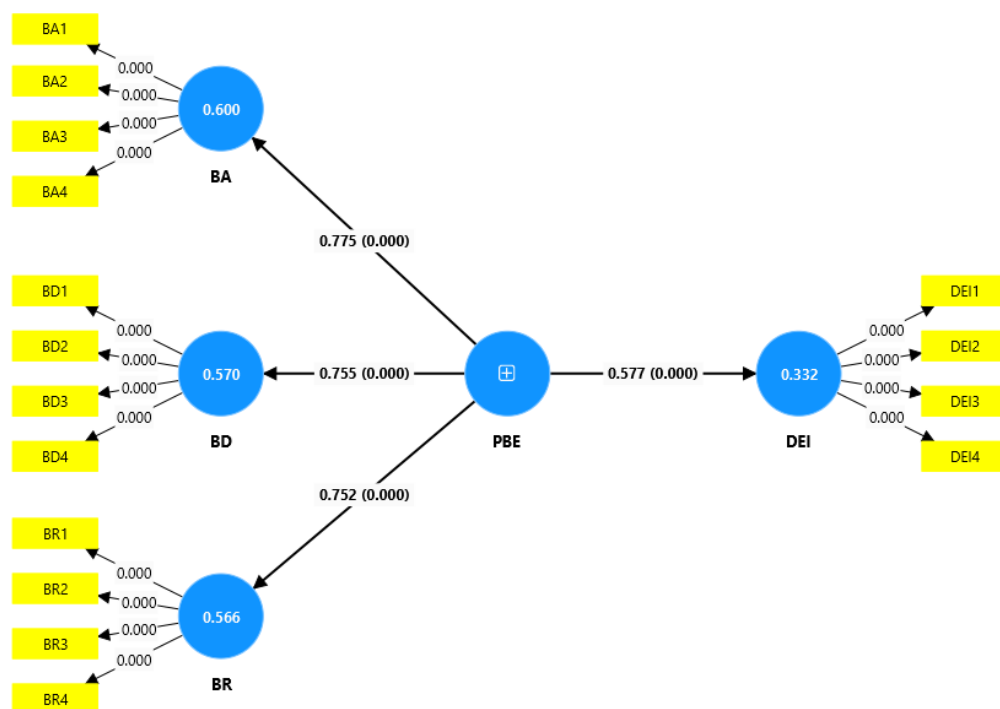 BA1
0.000
BA2
0.000
BA3
0.000
BA4
0.000
0.600
BA
0.775 (0.000)
BD1
0.000
BD2
0.000
BD3
0.000
BD4
0.000
0.570
BD
0.755 (0.000)
PBE
0.577 (0.000)
0.332
DEI
DEI1
0.000
DEI2
0.000
DEI3
0.000
DEI4
0.000
0.752 (0.000)
BR1
0.000
BR2
0.000
BR3
0.000
BR4
0.000
0.566
BR